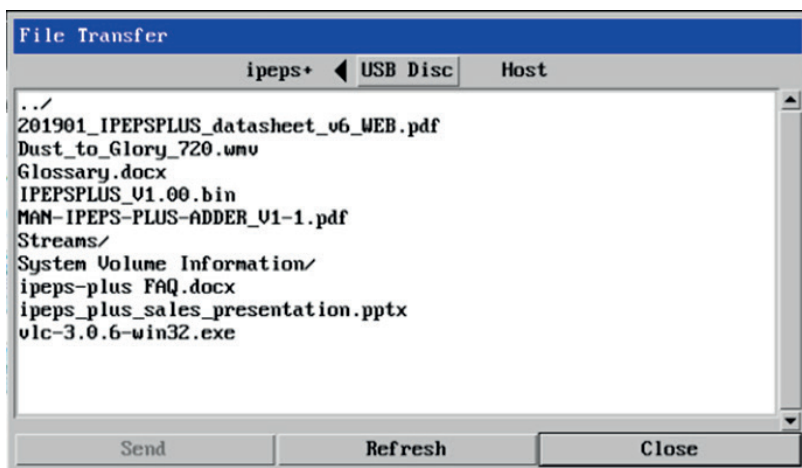 File Transfer
ipeps+ ◀ USB Disc Host
../
201901_IPEPSPLUS_datasheet_v6_WEB.pdf
Dust_to_Glory_720.wmv
Glossary.docx
IPEPSPLUS_V1.00.bin
MAN-IPEPS-PLUS-ADDER_V1-1.pdf
Streams/
System Volume Information/
ipeps-plus FAQ.docx
ipeps_plus_sales_presentation.pptx
vlc-3.0.6-win32.exe
Send Refresh Close